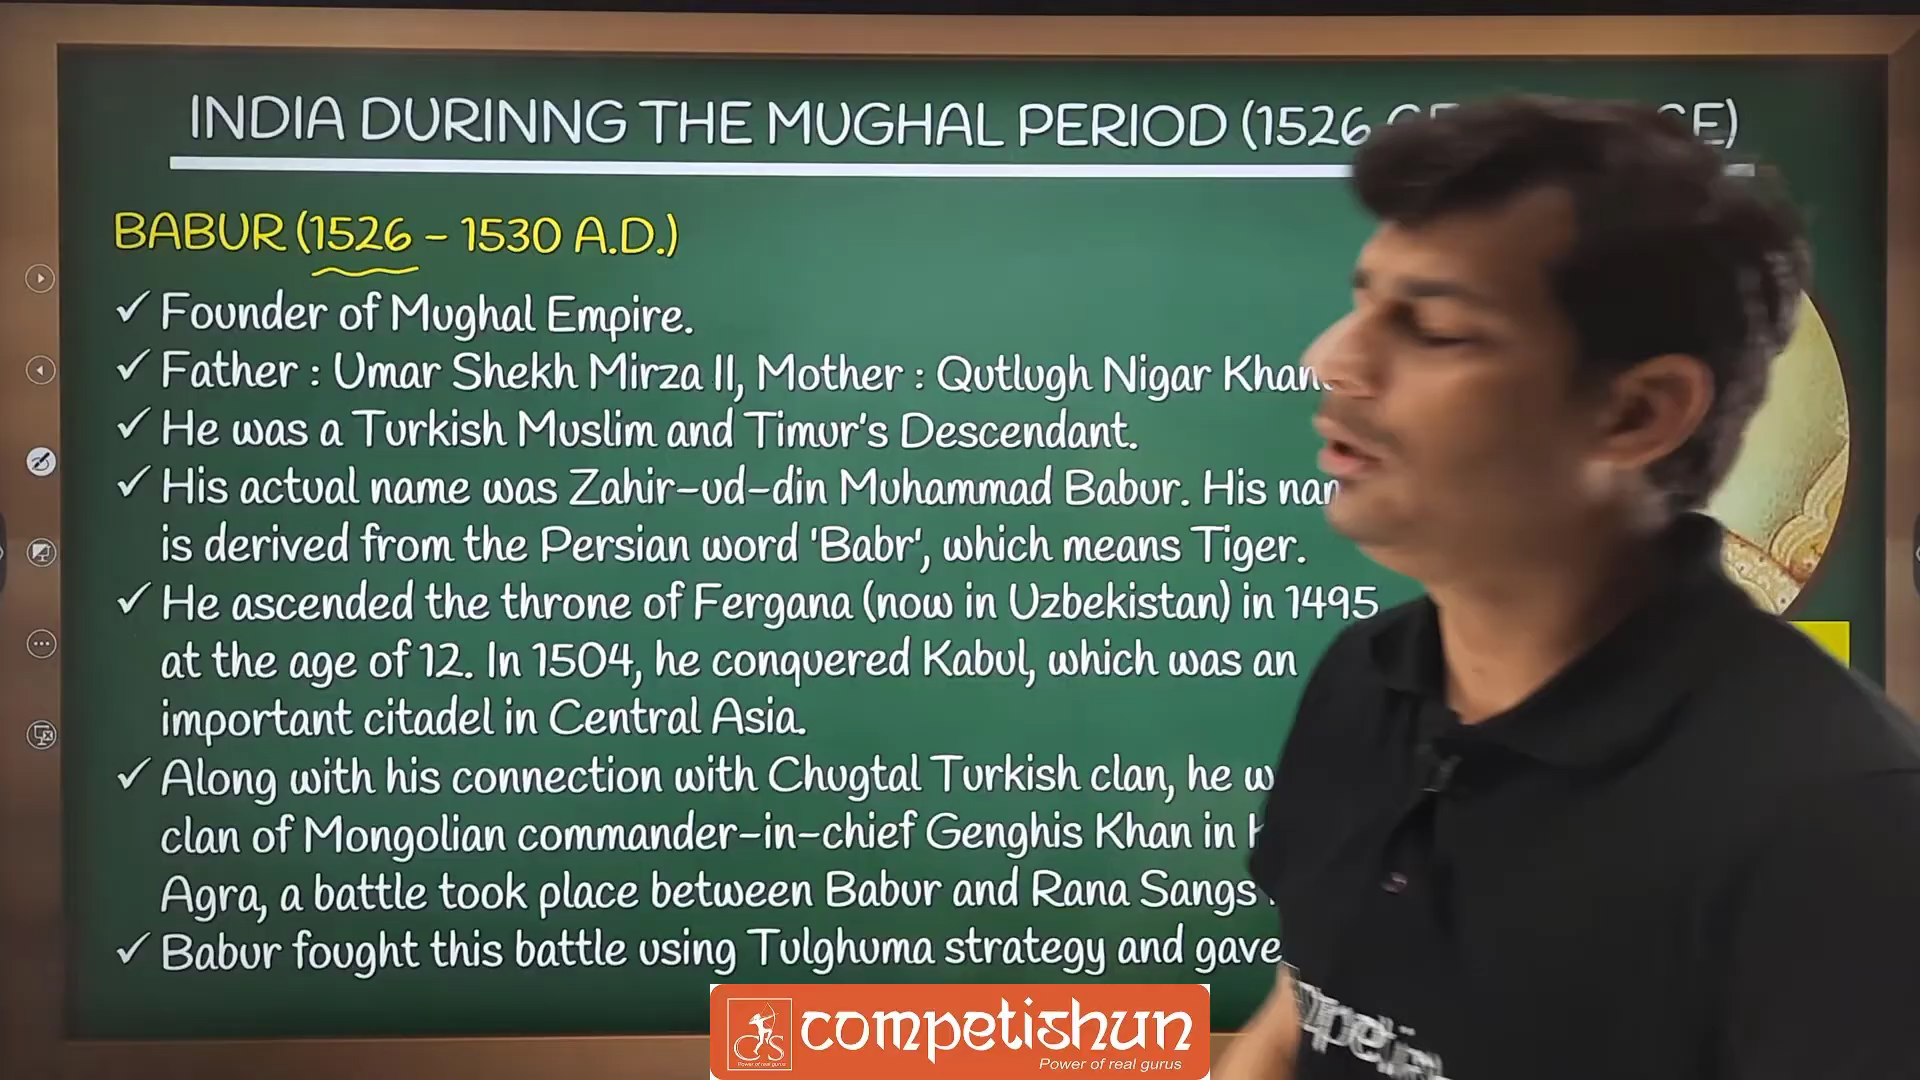 INDIA DURINNG THE MUGHAL PERIOD (1526
BABUR (1526 - 1530 A.D.)
✓ Founder of Mughal Empire.
✓ Father : Umar Shekh Mirza II, Mother : Qutlugh Nigar
✓ He was a Turkish Muslim and Timur's Descendant.
✓ His actual name was Zahir-ud-din Muhammad Babur. His
is derived from the Persian word 'Babr', which means Tiger.
✓ He ascended the throne of Fergana (now in Uzbekistan) in 1495
at the age of 12. In 1504, he conquered Kabul, which was an
important citadel in Central Asia.
✓ Along with his connection with Chugtal Turkish clan, he
clan of Mongolian commander-in-chief Genghis Khan in
Agra, a battle took place between Babur and Rana Sangs
✓ Babur fought this battle using Tulghuma strategy and gave
competishun
Power of real gurus